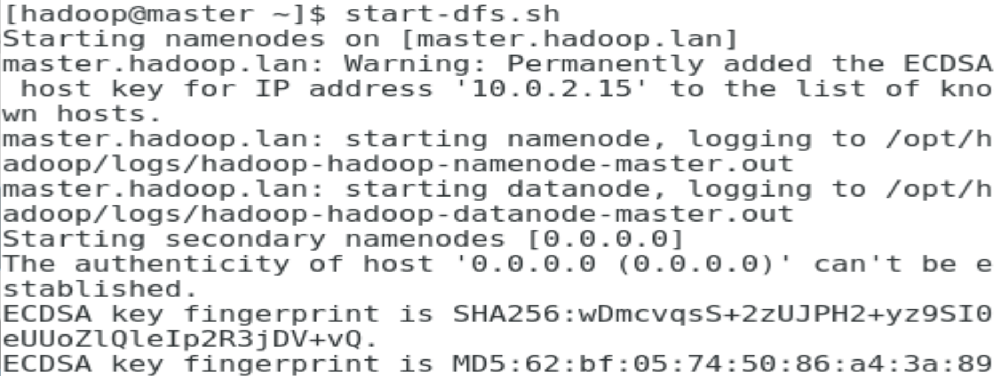 [hadoop@master ~]$ start-dfs.sh
Starting namenodes on [master.hadoop.lan]
master.hadoop.lan: Warning: Permanently added the ECDSA
 host key for IP address '10.0.2.15' to the list of kno
wn hosts.
master.hadoop.lan: starting namenode, logging to /opt/h
adoop/logs/hadoop-hadoop-namenode-master.out
master.hadoop.lan: starting datanode, logging to /opt/h
adoop/logs/hadoop-hadoop-datanode-master.out
Starting secondary namenodes [0.0.0.0]
The authenticity of host '0.0.0.0 (0.0.0.0)' can't be e
stablished.
ECDSA key fingerprint is SHA256:wDmcvqsS+2zUJPH2+yz9SI0
eUUoZlQleIp2R3jDV+vQ.
ECDSA key fingerprint is MD5:62:bf:05:74:50:86:a4:3a:89